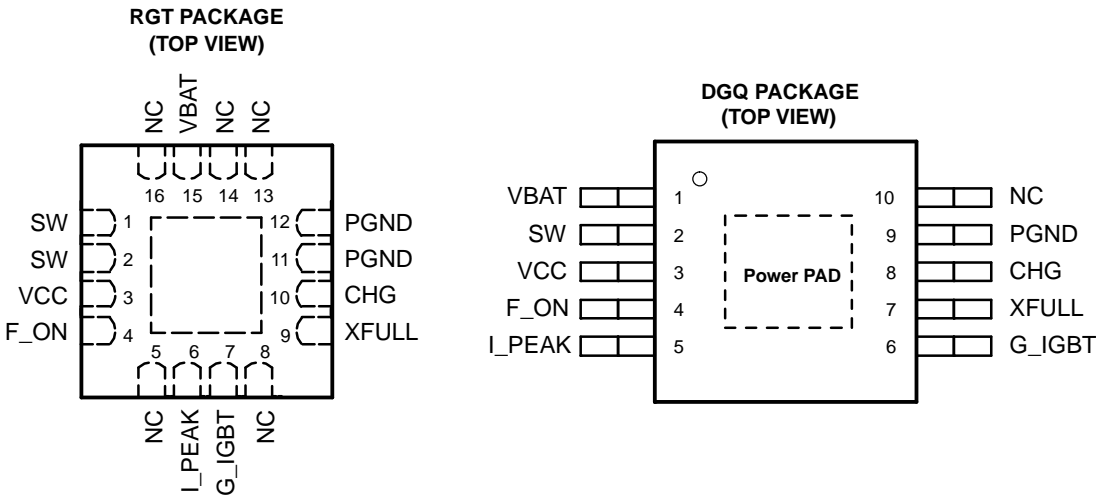 RGT PACKAGE
(TOP VIEW)
NC
VBAT
NC
NC
16 15 14 13
SW 1 12 PGND
SW 2 11 PGND
VCC 3 10 CHG
F_ON 4 9 XFULL
5 6 7 8
NC
I_PEAK
G_IGBT
NC
DGQ PACKAGE
(TOP VIEW)
VBAT 1 10 NC
SW 2 9 PGND
VCC 3 8 CHG
Power PAD
F_ON 4 7 XFULL
I_PEAK 5 6 G_IGBT